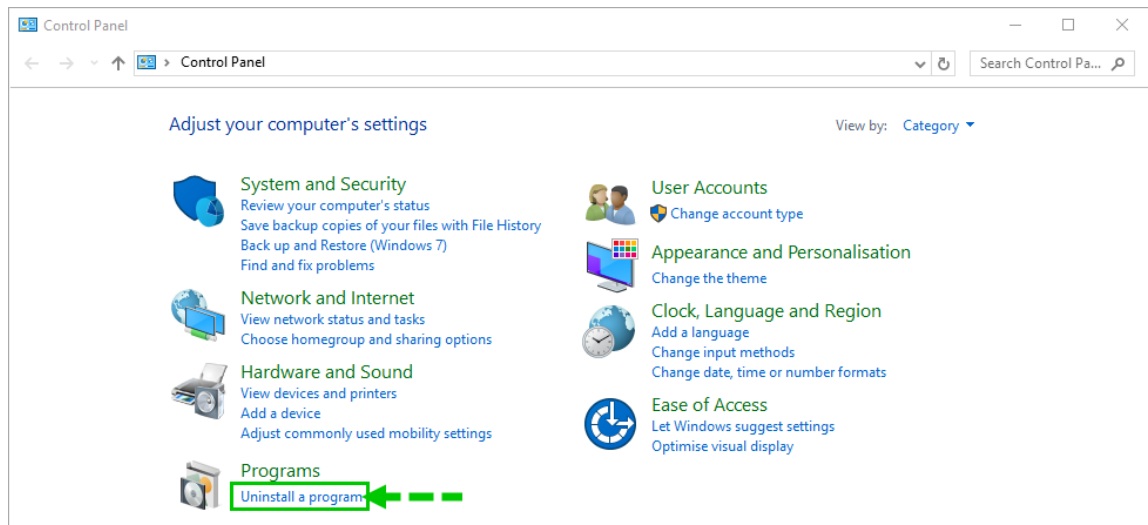 Control Panel
Control Panel
Search Control Pa...
Adjust your computer's settings
View by: Category
System and Security
Review your computer's status
Save backup copies of your files with File History
Back up and Restore (Windows 7)
Find and fix problems
Network and Internet
View network status and tasks
Choose homegroup and sharing options
Hardware and Sound
View devices and printers
Add a device
Adjust commonly used mobility settings
Programs
Uninstall a program
User Accounts
Change account type
Appearance and Personalisation
Change the theme
Clock, Language and Region
Add a language
Change input methods
Change date, time or number formats
Ease of Access
Let Windows suggest settings
Optimise visual display